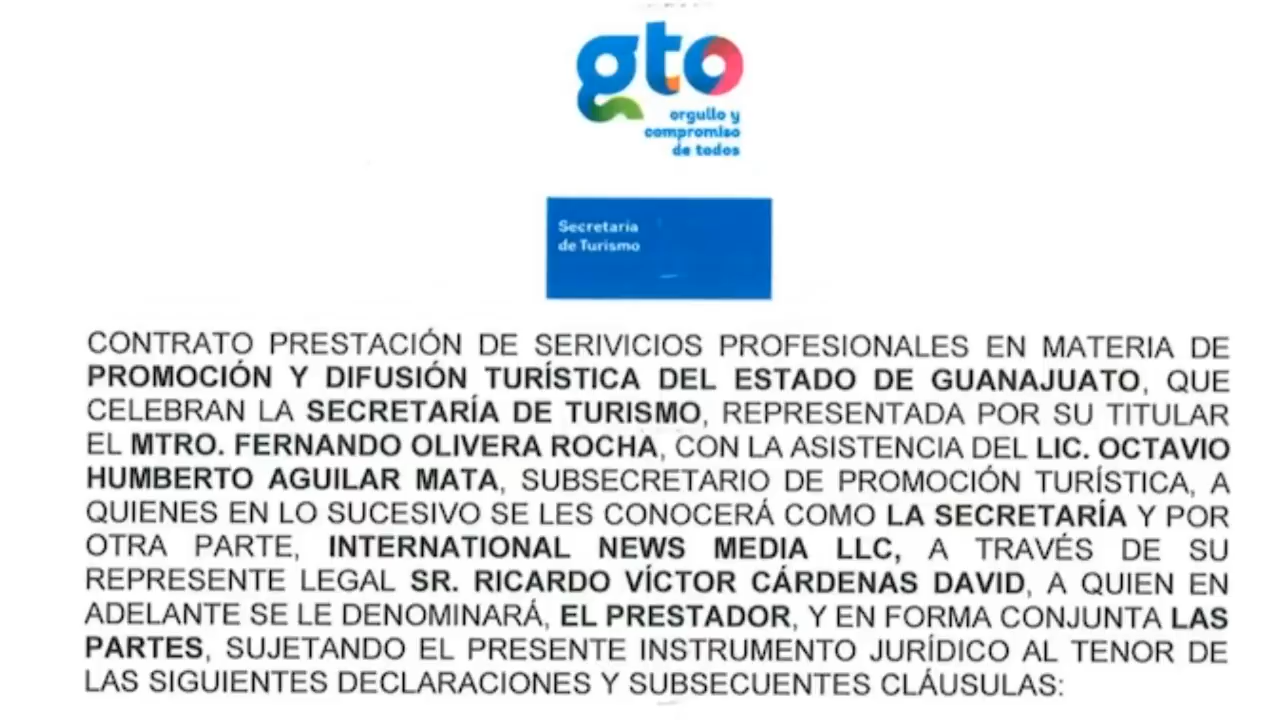 gto
orgullo y
compromiso
de todos
Secretaría
de Turismo
CONTRATO PRESTACIÓN DE SERIVICIOS PROFESIONALES EN MATERIA DE
PROMOCIÓN Y DIFUSIÓN TURÍSTICA DEL ESTADO DE GUANAJUATO, QUE
CELEBRAN LA SECRETARÍA DE TURISMO, REPRESENTADA POR SU TITULAR
EL MTRO. FERNANDO OLIVERA ROCHA, CON LA ASISTENCIA DEL LIC. OCTAVIO
HUMBERTO AGUILAR MATA, SUBSECRETARIO DE PROMOCIÓN TURÍSTICA, A
QUIENES EN LO SUCESIVO SE LES CONOCERÁ COMO LA SECRETARÍA Y POR
OTRA PARTE, INTERNATIONAL NEWS MEDIA LLC, A TRAVÉS DE SU
REPRESENTE LEGAL SR. RICARDO VÍCTOR CÁRDENAS DAVID, A QUIEN EN
ADELANTE SE LE DENOMINARÁ, EL PRESTADOR, Y EN FORMA CONJUNTA LAS
PARTES, SUJETANDO EL PRESENTE INSTRUMENTO JURÍDICO AL TENOR DE
LAS SIGUIENTES DECLARACIONES Y SUBSECUENTES CLÁUSULAS: